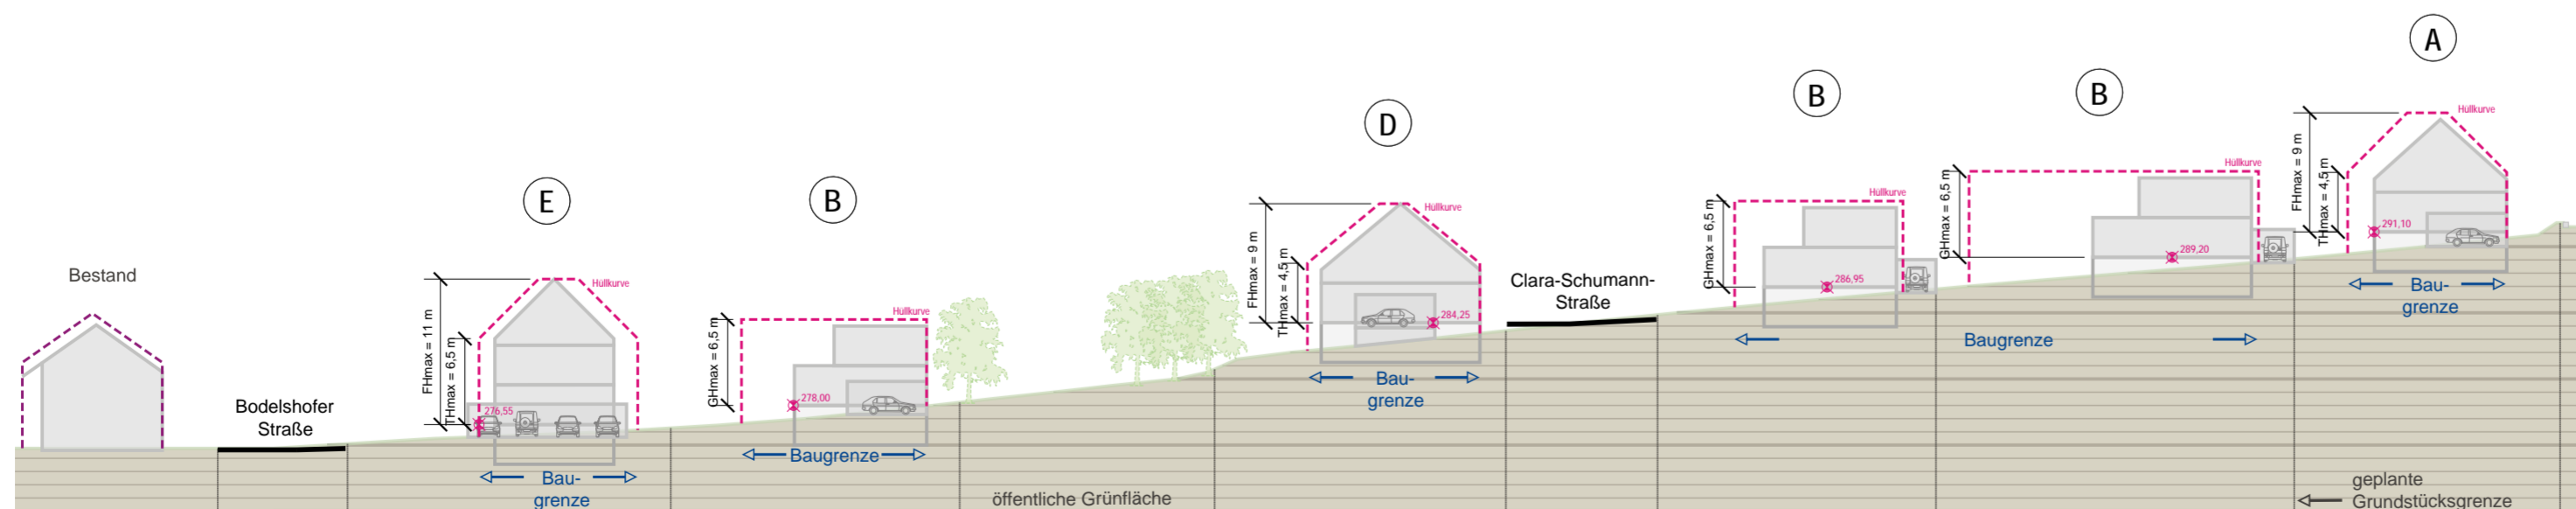 Bestand
Bodelshofer
Straße
E
FHmax = 11 m
THmax = 6,5 m
Hüllkurve
276,55
Bau-
grenze
B
GHmax = 6,5 m
Hüllkurve
278,00
Baugrenze
öffentliche Grünfläche
D
FHmax = 9 m
THmax = 4,5 m
Hüllkurve
284,25
Bau-
grenze
Clara-Schumann-
Straße
B
GHmax = 6,5 m
Hüllkurve
286,95
B
GHmax = 6,5 m
Hüllkurve
289,20
Baugrenze
A
FHmax = 9 m
THmax = 4,5 m
Hüllkurve
291,10
Bau-
grenze
geplante
Grundstücksgrenze